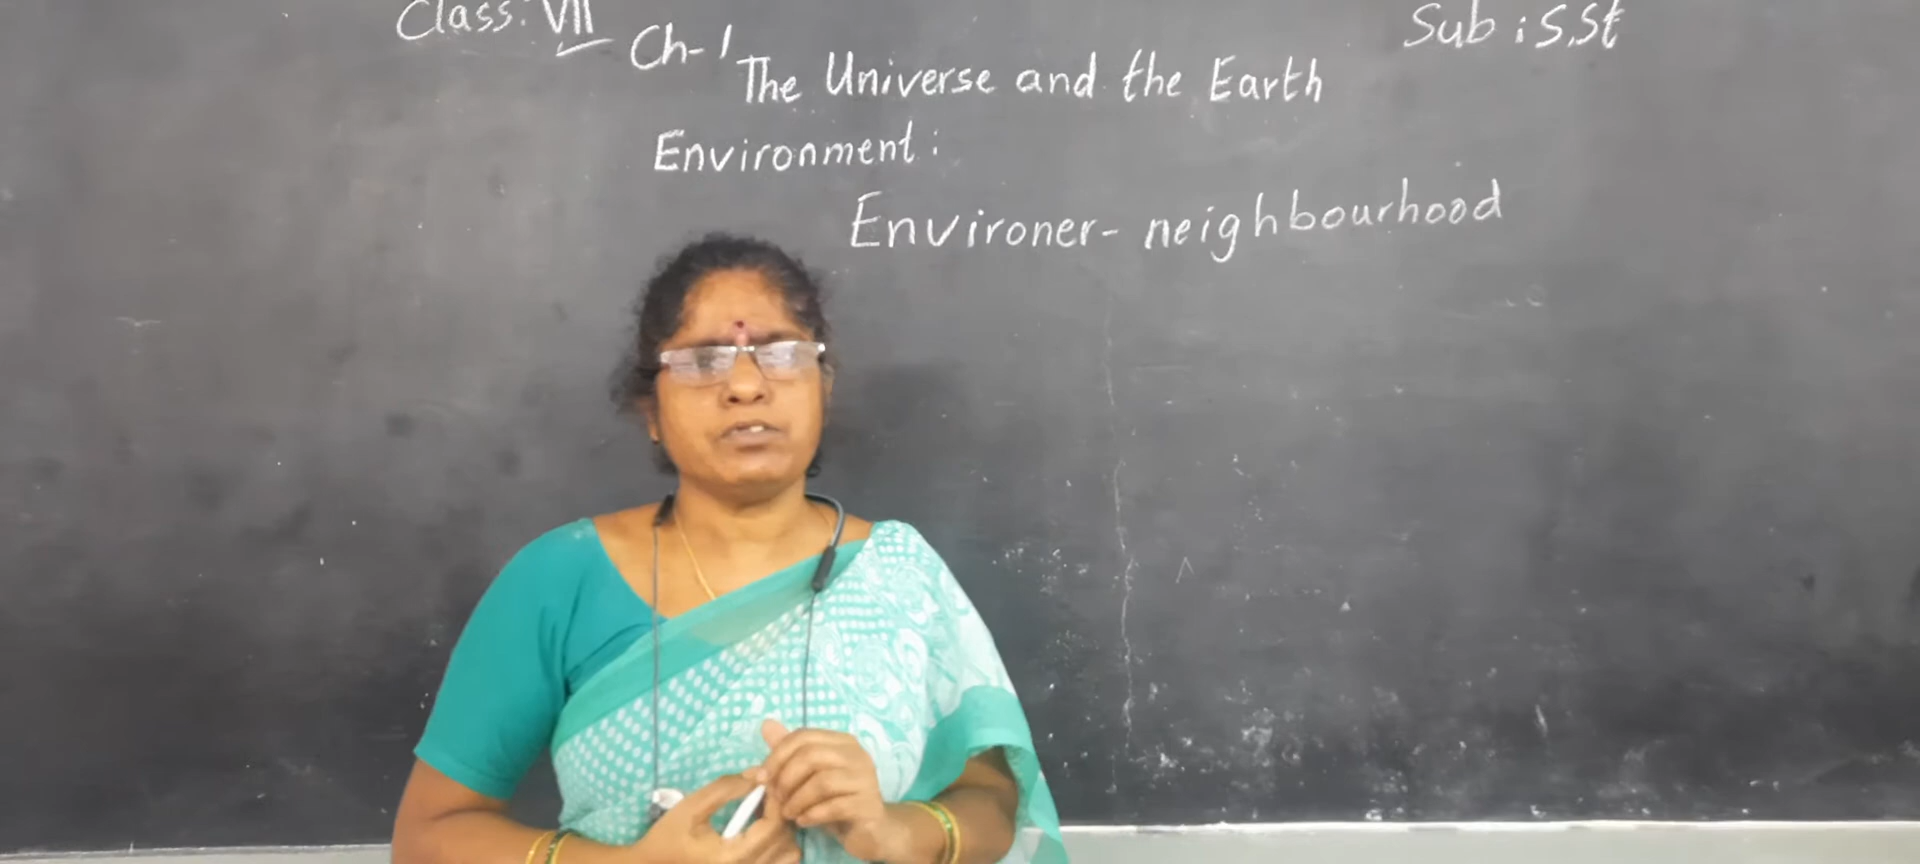 Class: VII
Sub: S.St
Ch-1
The Universe and the Earth
Environment:
Environer- neighbourhood